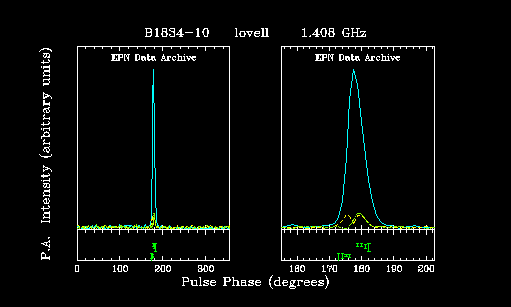 B1834-10 lovell 1.408 GHz
EPN Data Archive EPN Data Archive
P.A. Intensity (arbitrary units)
0 100 200 300 160 170 180 190 200
Pulse Phase (degrees)